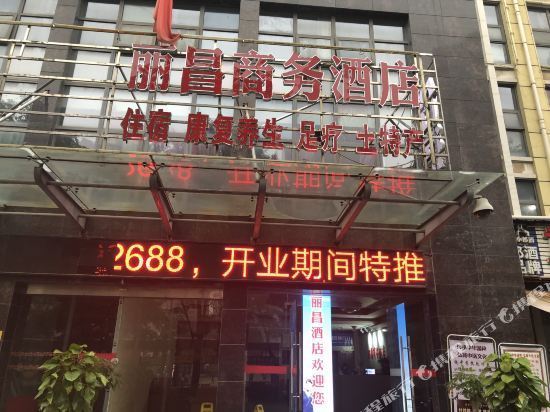 丽昌商务酒店
住宿 康复养生 足疗 土特产
2688，开业期间特推
丽昌酒店欢迎您